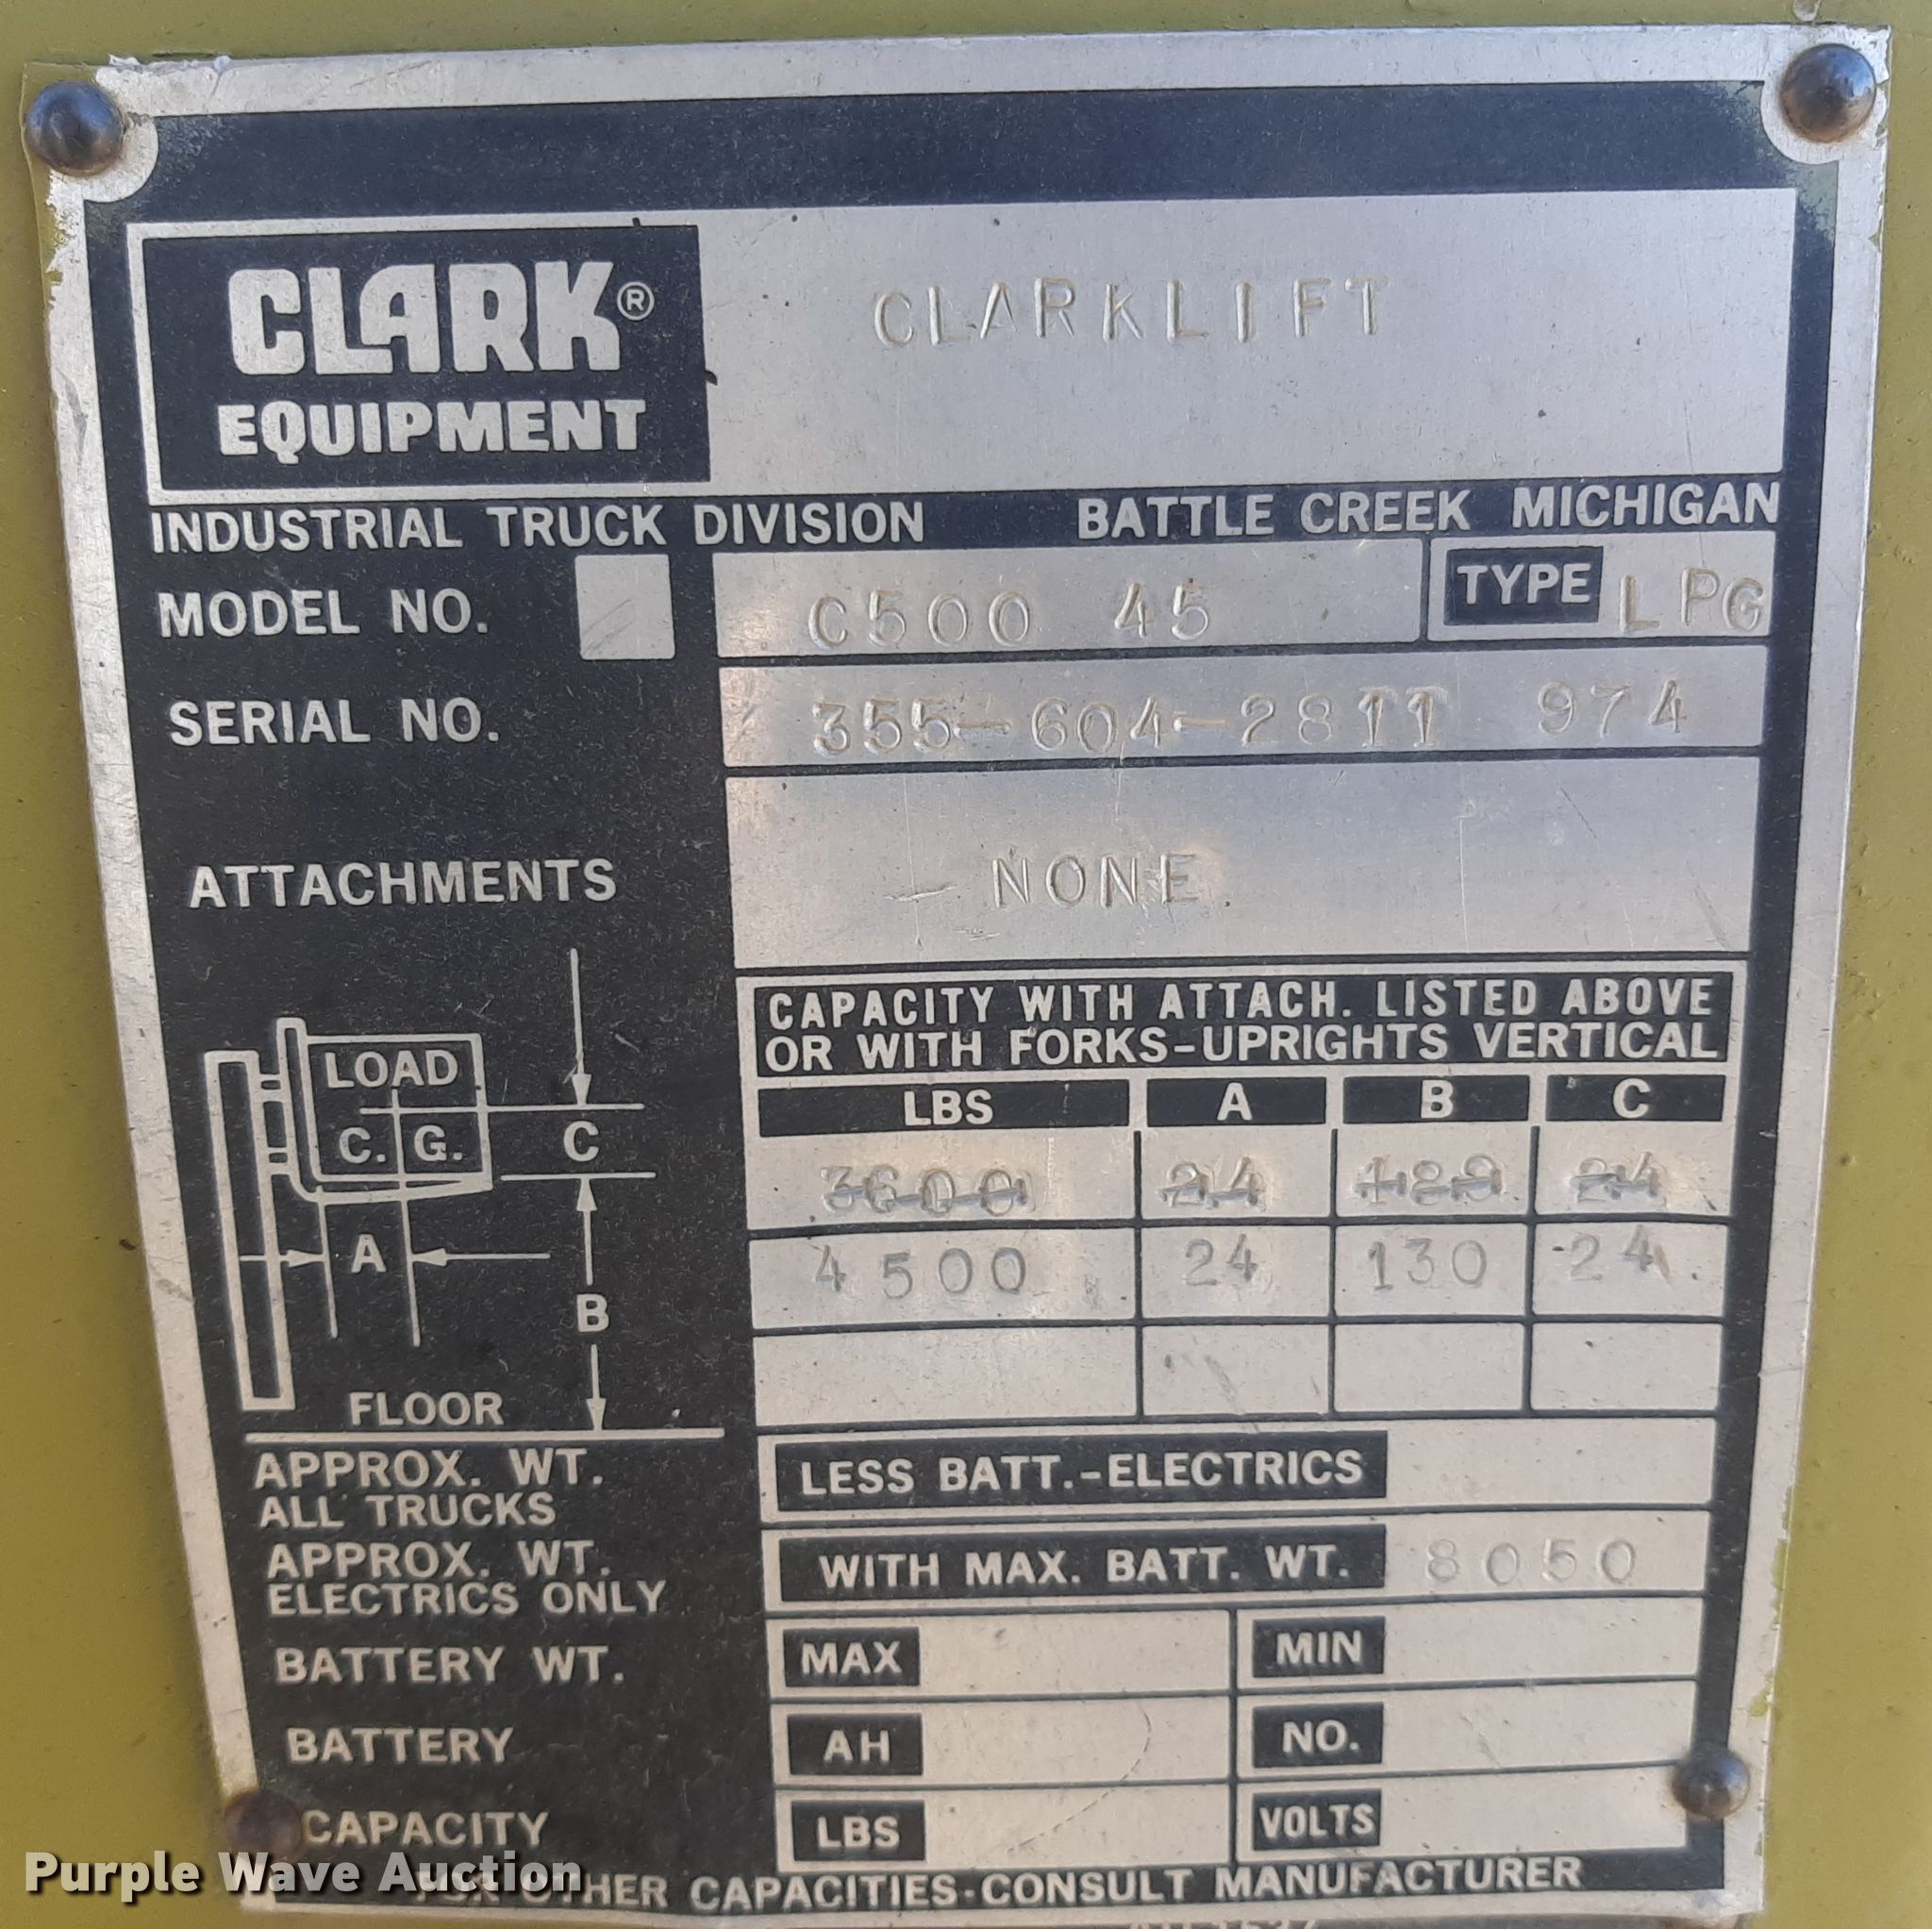 CLARK®
EQUIPMENT
CLARKLIFT
INDUSTRIAL TRUCK DIVISION BATTLE CREEK MICHIGAN
MODEL NO. C500 45 TYPE LPG
SERIAL NO. 355-604-2811 974
ATTACHMENTS NONE
CAPACITY WITH ATTACH. LISTED ABOVE
OR WITH FORKS-UPRIGHTS VERTICAL
LBS A B C
3600 24 189 24
4500 24 130 24
LOAD
C. G. C
A
B
FLOOR
APPROX. WT.
ALL TRUCKS
LESS BATT.-ELECTRICS
APPROX. WT.
ELECTRICS ONLY
WITH MAX. BATT. WT. 8050
BATTERY WT. MAX MIN
BATTERY AH NO.
CAPACITY LBS VOLTS
OTHER CAPACITIES-CONSULT MANUFACTURER
Purple Wave Auction